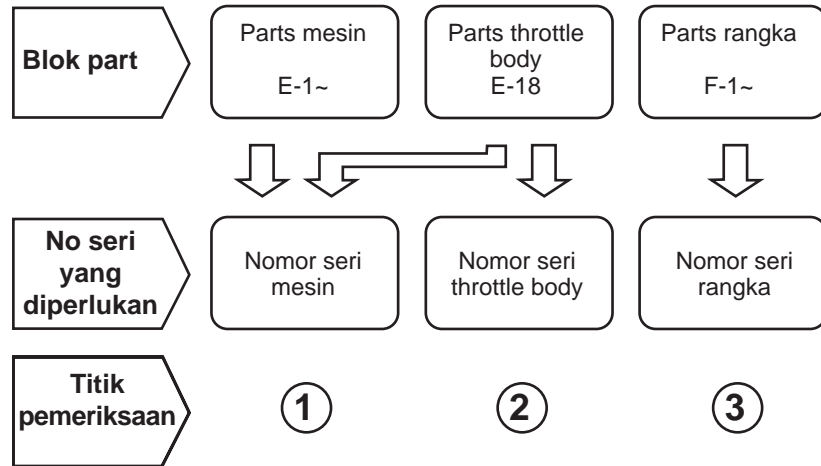 Blok part
Parts mesin
E-1~
Parts throttle
body
E-18
Parts rangka
F-1~
No seri
yang
diperlukan
Nomor seri
mesin
Nomor seri
throttle body
Nomor seri
rangka
Titik
pemeriksaan
1
2
3